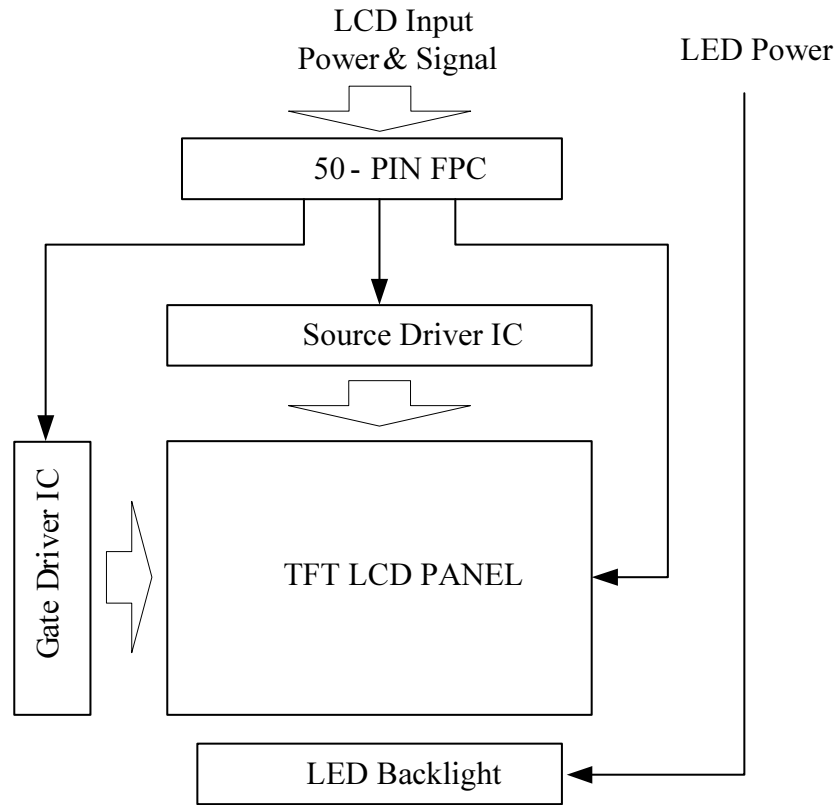 LCD Input
Power & Signal
LED Power
50 - PIN FPC
Source Driver IC
Gate Driver IC
TFT LCD PANEL
LED Backlight